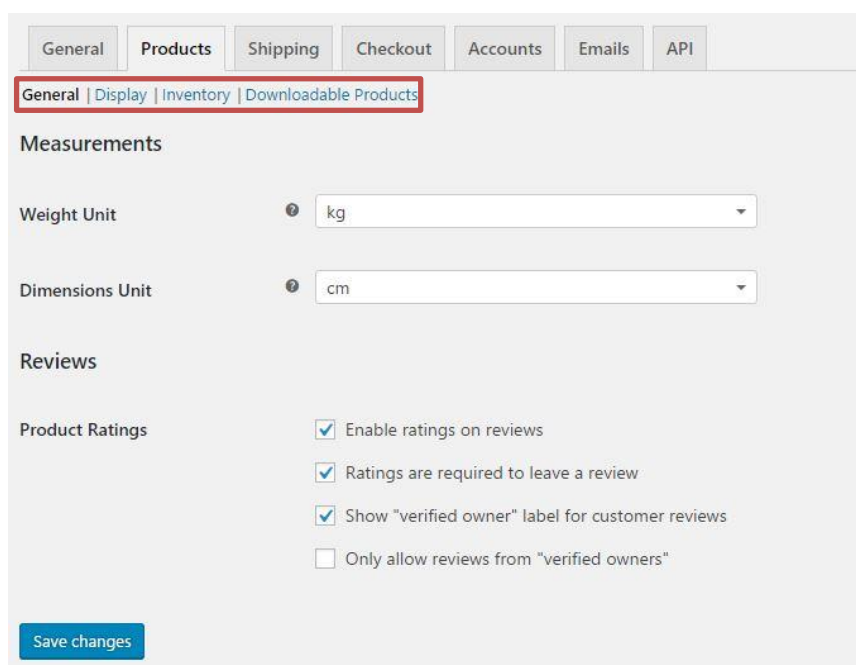 General Products Shipping Checkout Accounts Emails API
General | Display | Inventory | Downloadable Products
Measurements
Weight Unit kg
Dimensions Unit cm
Reviews
Product Ratings Enable ratings on reviews
Ratings are required to leave a review
Show "verified owner" label for customer reviews
Only allow reviews from "verified owners"
Save changes